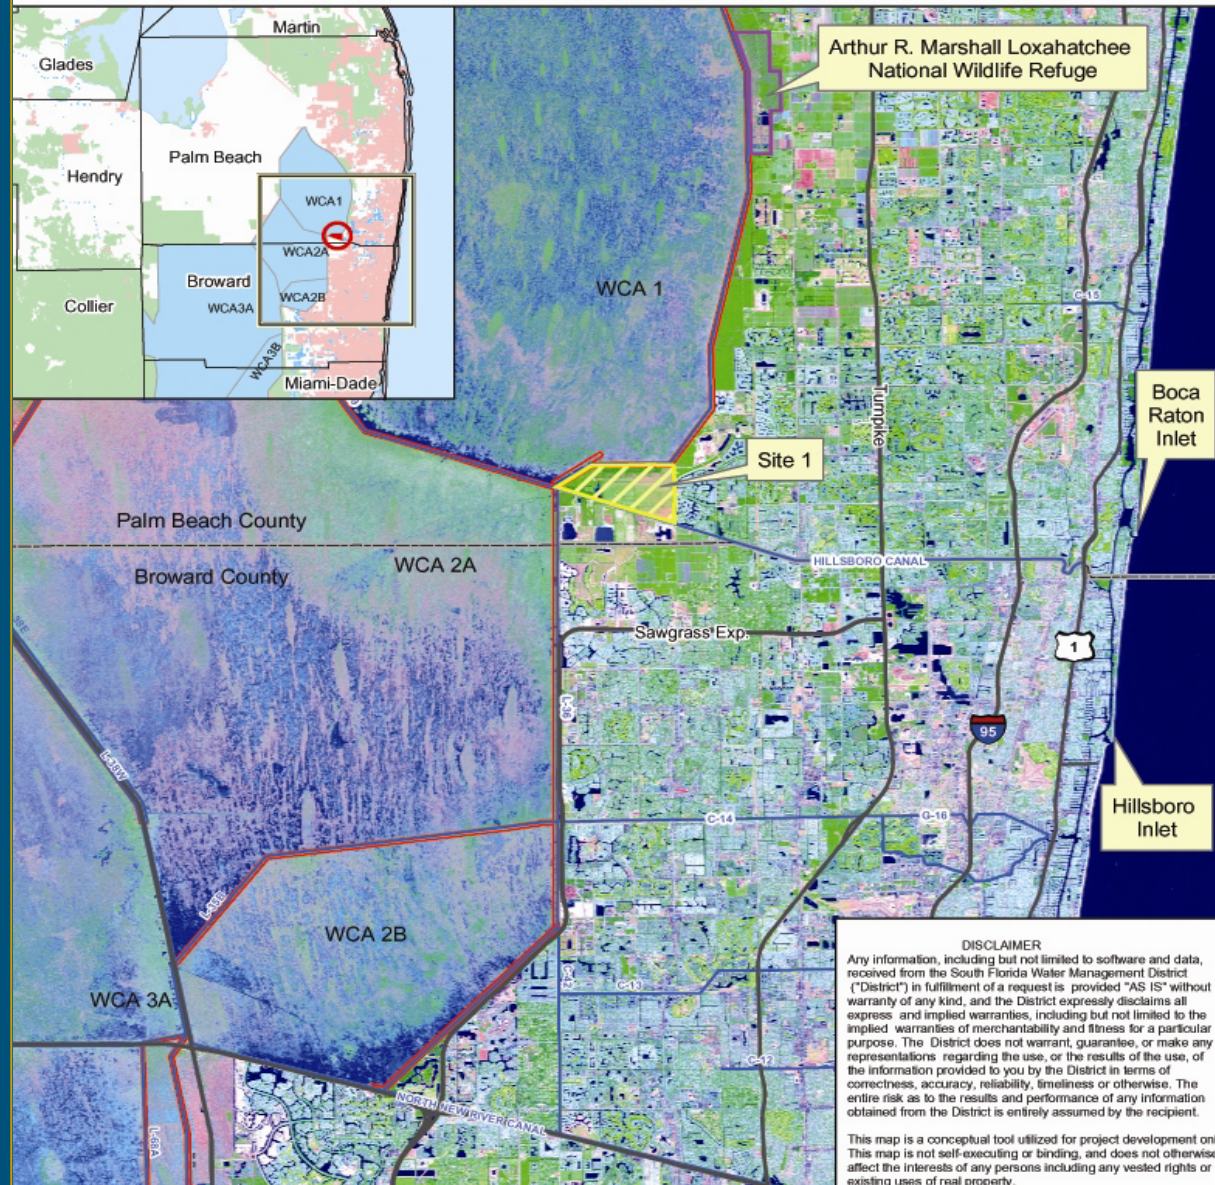 Martin
Glades
Palm Beach
Hendry
WCA1
WCA2A
Broward
WCA2B
WCA3A
Collier
WCA3B
Miami-Dade
Arthur R. Marshall Loxahatchee
National Wildlife Refuge
WCA 1
C-15
Turnpike
Boca
Raton
Inlet
Site 1
Palm Beach County
Broward County
WCA 2A
HILLSBORO CANAL
Sawgrass Exp.
1
L-36
95
L-38W
Hillsboro
Inlet
C-14
G-16
L-35B
WCA 2B
WCA 3A
C-42
C-13
C-12
NORTH NEW RIVER CANAL
L-68A
DISCLAIMER
Any information, including but not limited to software and data,
received from the South Florida Water Management District
("District") in fulfillment of a request is provided "AS IS" without
warranty of any kind, and the District expressly disclaims all
express and implied warranties, including but not limited to the
implied warranties of merchantability and fitness for a particular
purpose. The District does not warrant, guarantee, or make any
representations regarding the use, or the results of the use, of
the information provided to you by the District in terms of
correctness, accuracy, reliability, timeliness or otherwise. The
entire risk as to the results and performance of any information
obtained from the District is entirely assumed by the recipient.
This map is a conceptual tool utilized for project development onl
This map is not self-executing or binding, and does not otherwise
affect the interests of any persons including any vested rights or
existing uses of real property.